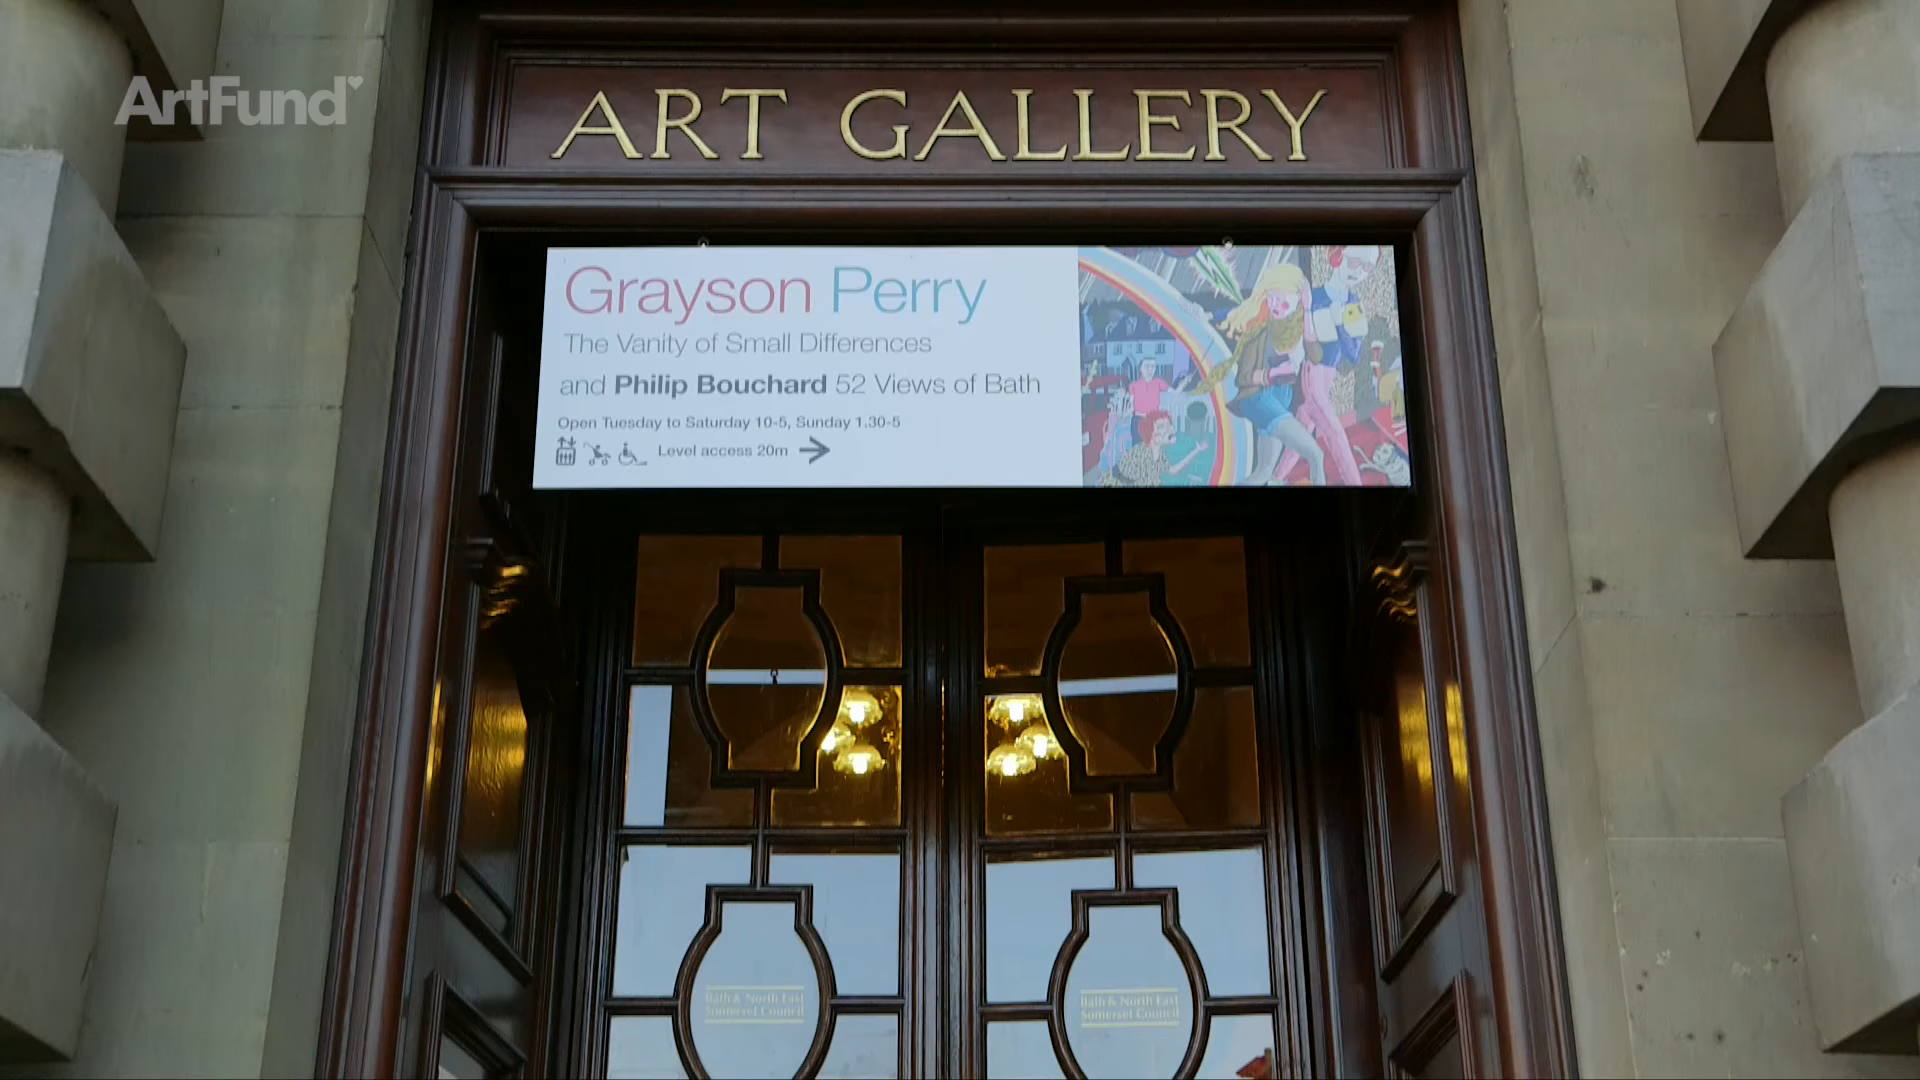 ArtFund
ART GALLERY
Grayson Perry
The Vanity of Small Differences
and Philip Bouchard 52 Views of Bath
Open Tuesday to Saturday 10-5, Sunday 1.30-5
Level access 20m
Bath & North East
Somerset Council
Bath & North East
Somerset Council